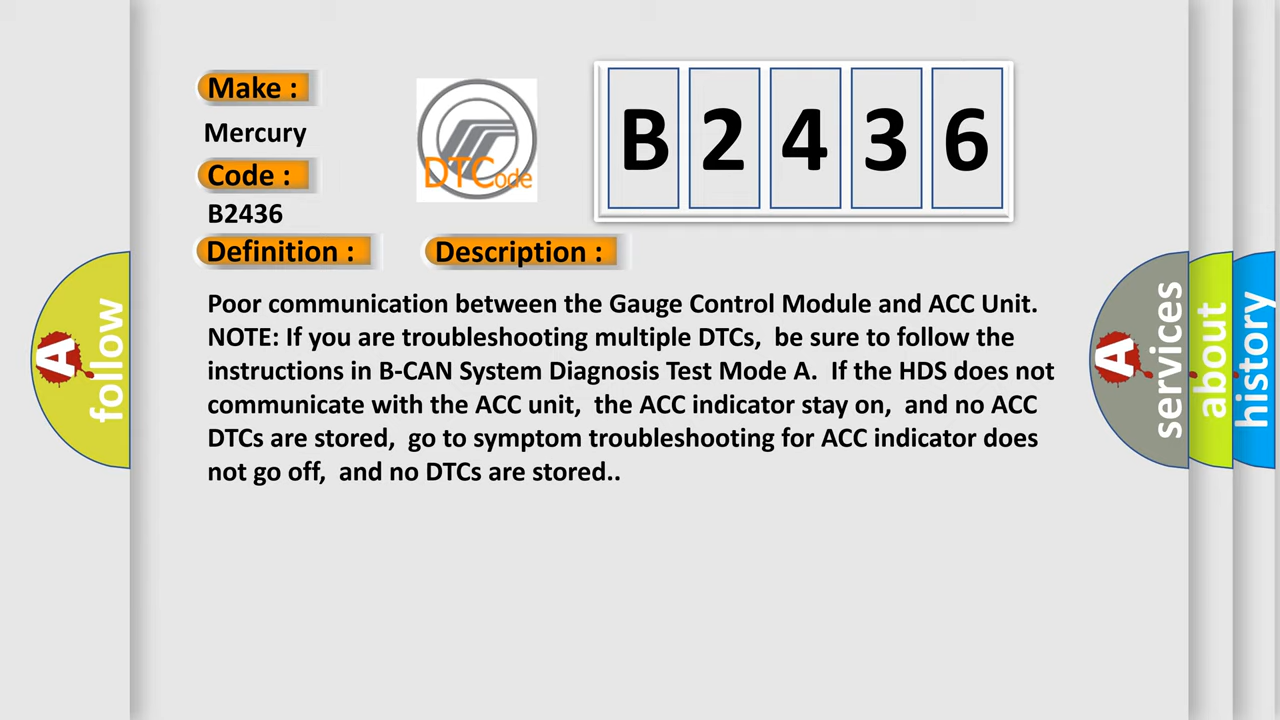 Make :
Mercury
Code :
B2436
Definition :
Description :
DTCode
B2436
Poor communication between the Gauge Control Module and ACC Unit.
NOTE: If you are troubleshooting multiple DTCs,  be sure to follow the
instructions in B-CAN System Diagnosis Test Mode A.  If the HDS does not
communicate with the ACC unit,  the ACC indicator stay on,  and no ACC
DTCs are stored,  go to symptom troubleshooting for ACC indicator does
not go off,  and no DTCs are stored..
A
follow
A
services
about
history